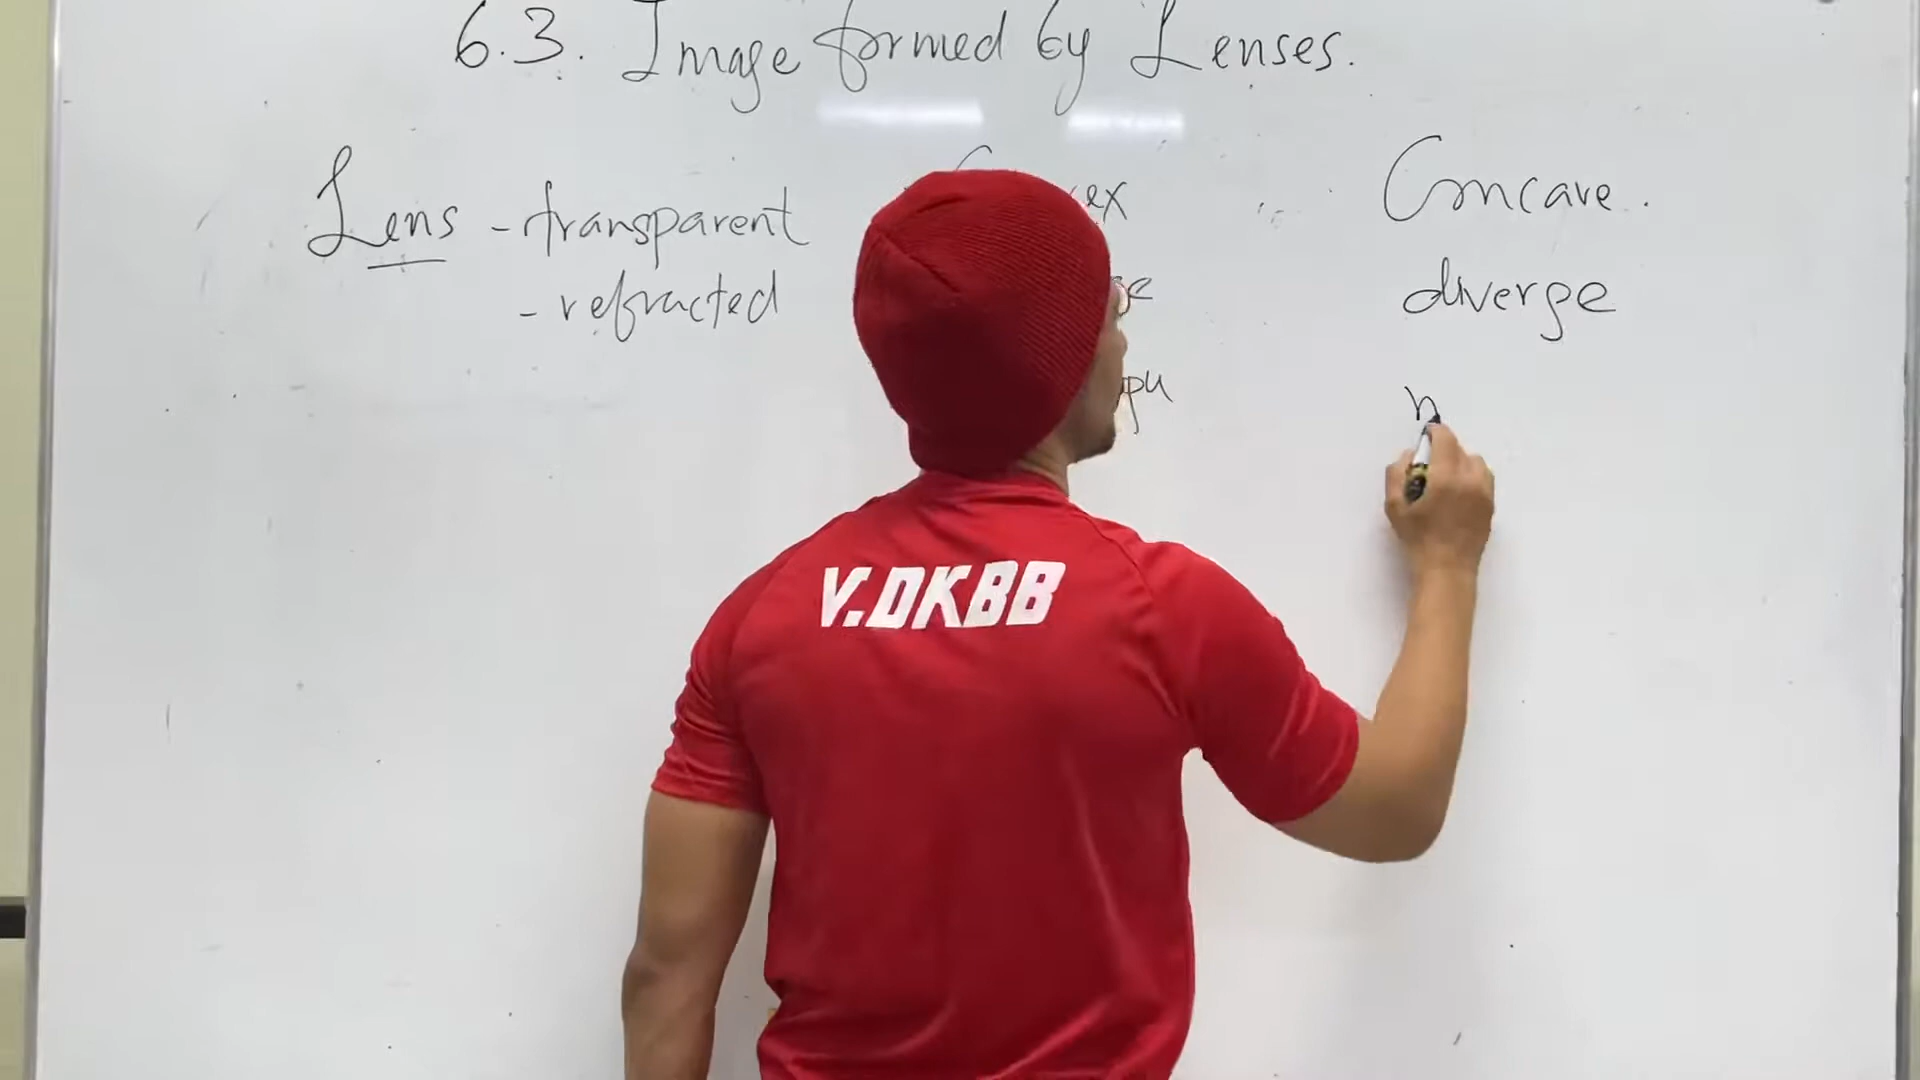 6.3. Image formed by Lenses.
Lens - transparent
- refracted
Concave.
diverge
V.DKBB